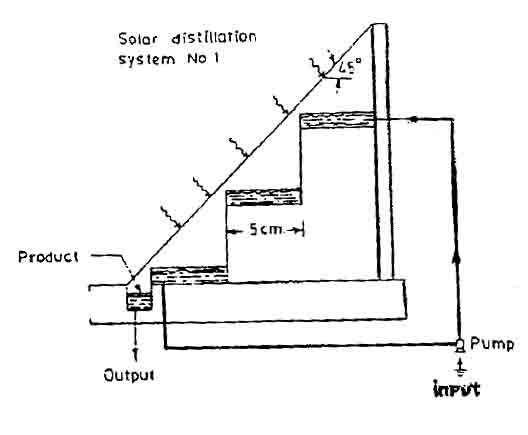 Solar distillation
system No 1
45°
5cm.
Product
Output
Pump
input